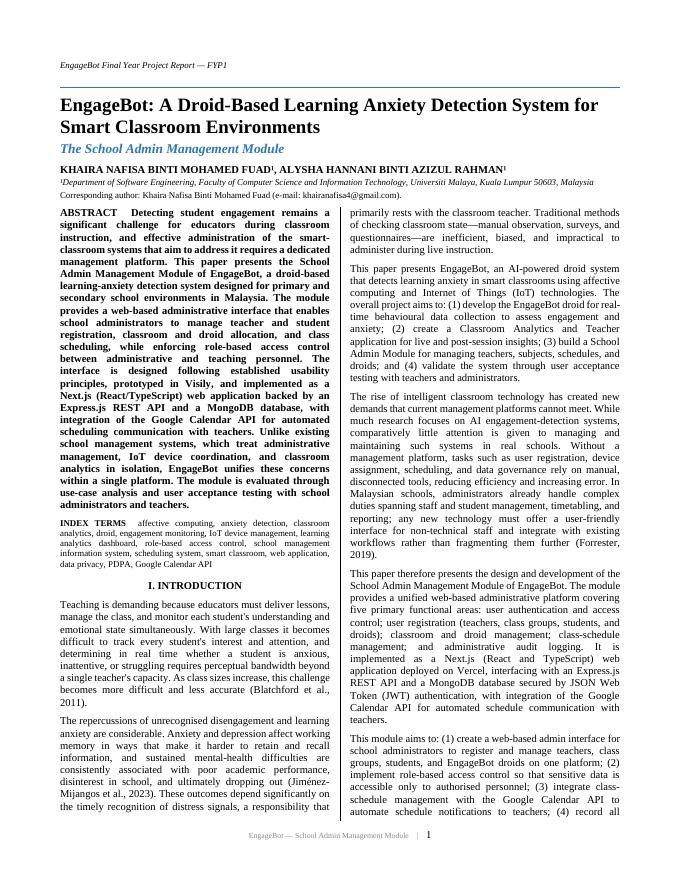 EngageBot Final Year Project Report — FYP1
EngageBot: A Droid-Based Learning Anxiety Detection System for
Smart Classroom Environments
The School Admin Management Module
KHAIRA NAFISA BINTI MOHAMED FUAD¹, ALYSHA HANNANI BINTI AZIZUL RAHMAN¹
¹Department of Software Engineering, Faculty of Computer Science and Information Technology, Universiti Malaya, Kuala Lumpur 50603, Malaysia
Corresponding author: Khaira Nafisa Binti Mohamed Fuad (e-mail: khairanafisa4@gmail.com).
ABSTRACT Detecting student engagement remains a
significant challenge for educators during classroom
instruction, and effective administration of the smart-
classroom systems that aim to address it requires a dedicated
management platform. This paper presents the School
Admin Management Module of EngageBot, a droid-based
learning-anxiety detection system designed for primary and
secondary school environments in Malaysia. The module
provides a web-based administrative interface that enables
school administrators to manage teacher and student
registration, classroom and droid allocation, and class
scheduling, while enforcing role-based access control
between administrative and teaching personnel. The
interface is designed following established usability
principles, prototyped in Visily, and implemented as a
Next.js (React/TypeScript) web application backed by an
Express.js REST API and a MongoDB database, with
integration of the Google Calendar API for automated
scheduling communication with teachers. Unlike existing
school management systems, which treat administrative
management, IoT device coordination, and classroom
analytics in isolation, EngageBot unifies these concerns
within a single platform. The module is evaluated through
use-case analysis and user acceptance testing with school
administrators and teachers.
INDEX TERMS affective computing, anxiety detection, classroom
analytics, droid, engagement monitoring, IoT device management, learning
analytics dashboard, role-based access control, school management
information system, scheduling system, smart classroom, web application,
data privacy, PDPA, Google Calendar API
I. INTRODUCTION
Teaching is demanding because educators must deliver lessons,
manage the class, and monitor each student's understanding and
emotional state simultaneously. With large classes it becomes
difficult to track every student's interest and attention, and
determining in real time whether a student is anxious,
inattentive, or struggling requires perceptual bandwidth beyond
a single teacher's capacity. As class sizes increase, this challenge
becomes more difficult and less accurate (Blatchford et al.,
2011).
The repercussions of unrecognised disengagement and learning
anxiety are considerable. Anxiety and depression affect working
memory in ways that make it harder to retain and recall
information, and sustained mental-health difficulties are
consistently associated with poor academic performance,
disinterest in school, and ultimately dropping out (Jiménez-
Mijangos et al., 2023). These outcomes depend significantly on
the timely recognition of distress signals, a responsibility that
primarily rests with the classroom teacher. Traditional methods
of checking classroom state—manual observation, surveys, and
questionnaires—are inefficient, biased, and impractical to
administer during live instruction.
This paper presents EngageBot, an AI-powered droid system
that detects learning anxiety in smart classrooms using affective
computing and Internet of Things (IoT) technologies. The
overall project aims to: (1) develop the EngageBot droid for real-
time behavioural data collection to assess engagement and
anxiety; (2) create a Classroom Analytics and Teacher
application for live and post-session insights; (3) build a School
Admin Module for managing teachers, subjects, schedules, and
droids; and (4) validate the system through user acceptance
testing with teachers and administrators.
The rise of intelligent classroom technology has created new
demands that current management platforms cannot meet. While
much research focuses on AI engagement-detection systems,
comparatively little attention is given to managing and
maintaining such systems in real schools. Without a
management platform, tasks such as user registration, device
assignment, scheduling, and data governance rely on manual,
disconnected tools, reducing efficiency and increasing error. In
Malaysian schools, administrators already handle complex
duties spanning staff and student management, timetabling, and
reporting; any new technology must offer a user-friendly
interface for non-technical staff and integrate with existing
workflows rather than fragmenting them further (Forrester,
2019).
This paper therefore presents the design and development of the
School Admin Management Module of EngageBot. The module
provides a unified web-based administrative platform covering
five primary functional areas: user authentication and access
control; user registration (teachers, class groups, students, and
droids); classroom and droid management; class-schedule
management; and administrative audit logging. It is
implemented as a Next.js (React and TypeScript) web
application deployed on Vercel, interfacing with an Express.js
REST API and a MongoDB database secured by JSON Web
Token (JWT) authentication, with integration of the Google
Calendar API for automated schedule communication with
teachers.
This module aims to: (1) create a web-based admin interface for
school administrators to register and manage teachers, class
groups, students, and EngageBot droids on one platform; (2)
implement role-based access control so that sensitive data is
accessible only to authorised personnel; (3) integrate class-
schedule management with the Google Calendar API to
automate schedule notifications to teachers; (4) record all
EngageBot — School Admin Management Module | 1